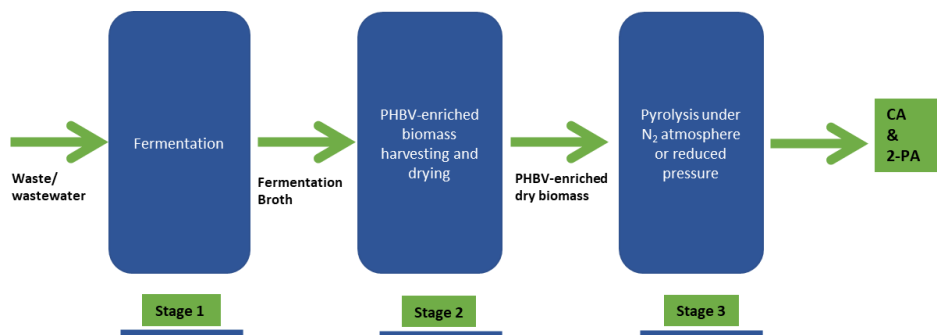 Waste/
wastewater
Fermentation
Fermentation
Broth
PHBV-enriched
biomass
harvesting and
drying
PHBV-enriched
dry biomass
Pyrolysis under
N₂ atmosphere
or reduced
pressure
CA
&
2-PA
Stage 1
Stage 2
Stage 3